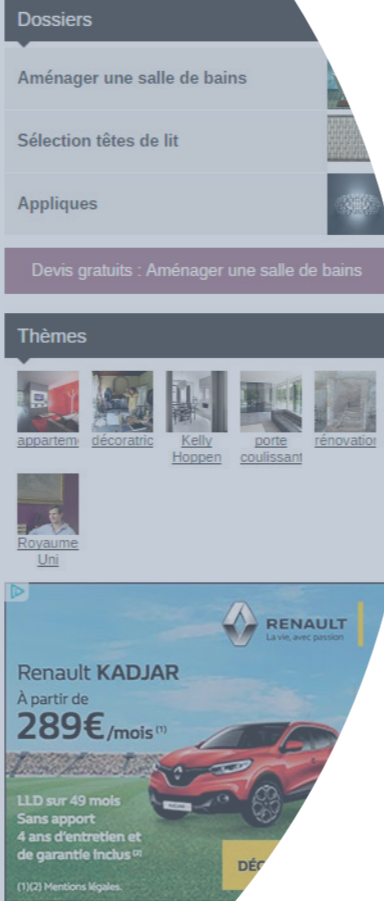 Dossiers
Aménager une salle de bains
Sélection têtes de lit
Appliques
Devis gratuits : Aménager une salle de bains
Thèmes
appartem
décoratric
Kelly
Hoppen
porte
coulissant
rénovation
Royaume
Uni
RENAULT
La vie, avec passion
Renault KADJAR
À partir de
289€/mois (1)
LLD sur 49 mois
Sans apport
4 ans d'entretien et
de garantie inclus (2)
DÉC
(1)(2) Mentions légales.